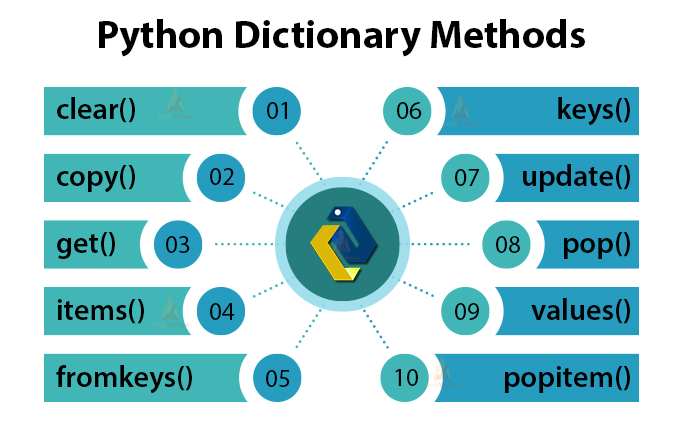 Python Dictionary Methods
clear()
01
copy()
02
get()
03
items()
04
fromkeys()
05
06
keys()
07
update()
08
pop()
09
values()
10
popitem()